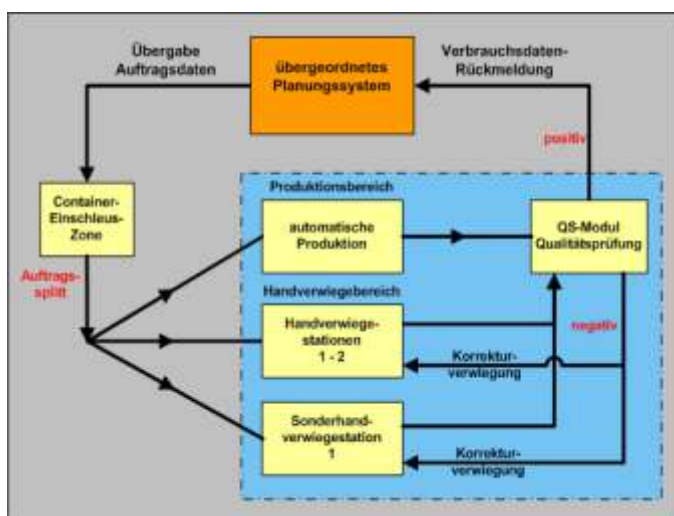 Übergabe
Auftragsdaten
übergeordnetes
Planungssystem
Verbrauchsdaten-
Rückmeldung
positiv
Container-
Einschleus-
Zone
Auftrags-
splitt
Produktionsbereich
automatische
Produktion
QS-Modul
Qualitätsprüfung
Handverwiegebereich
Handverwiege-
stationen
1 - 2
negativ
Korrektur-
verwiegung
Sonderhand-
verwiegestation
1
Korrektur-
verwiegung